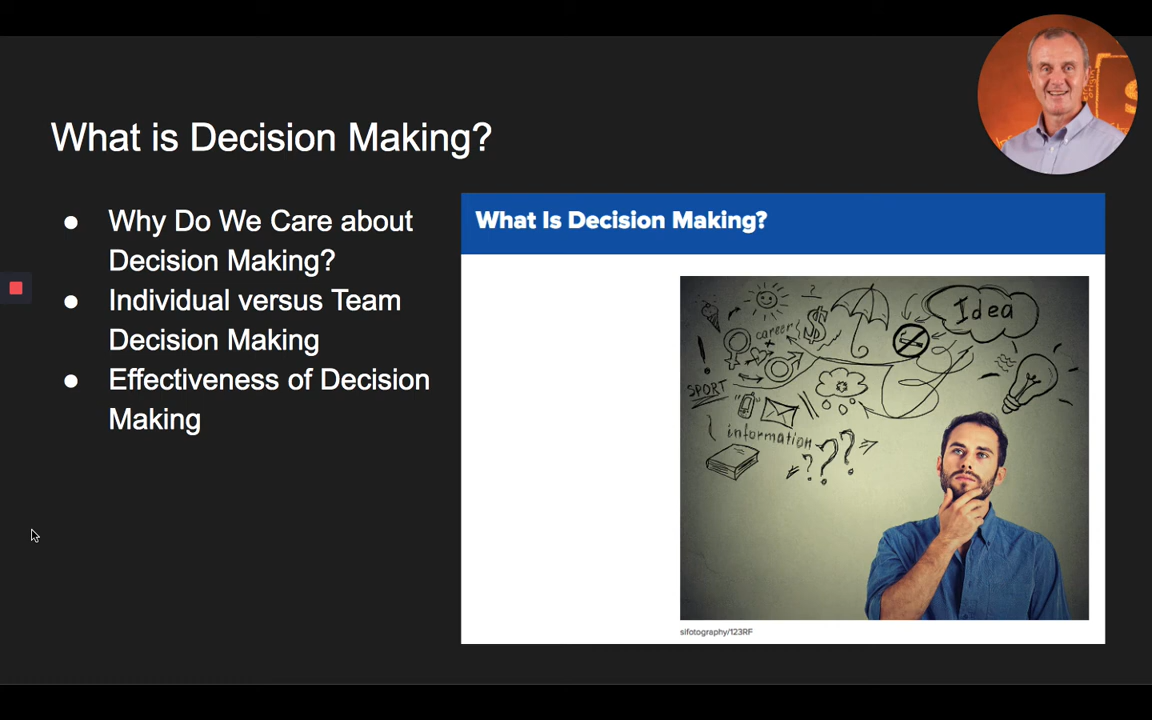 What is Decision Making?
● Why Do We Care about
Decision Making?
● Individual versus Team
Decision Making
● Effectiveness of Decision
Making
What Is Decision Making?
Idea
career
$
SPORT
information
???
sifotography/123RF